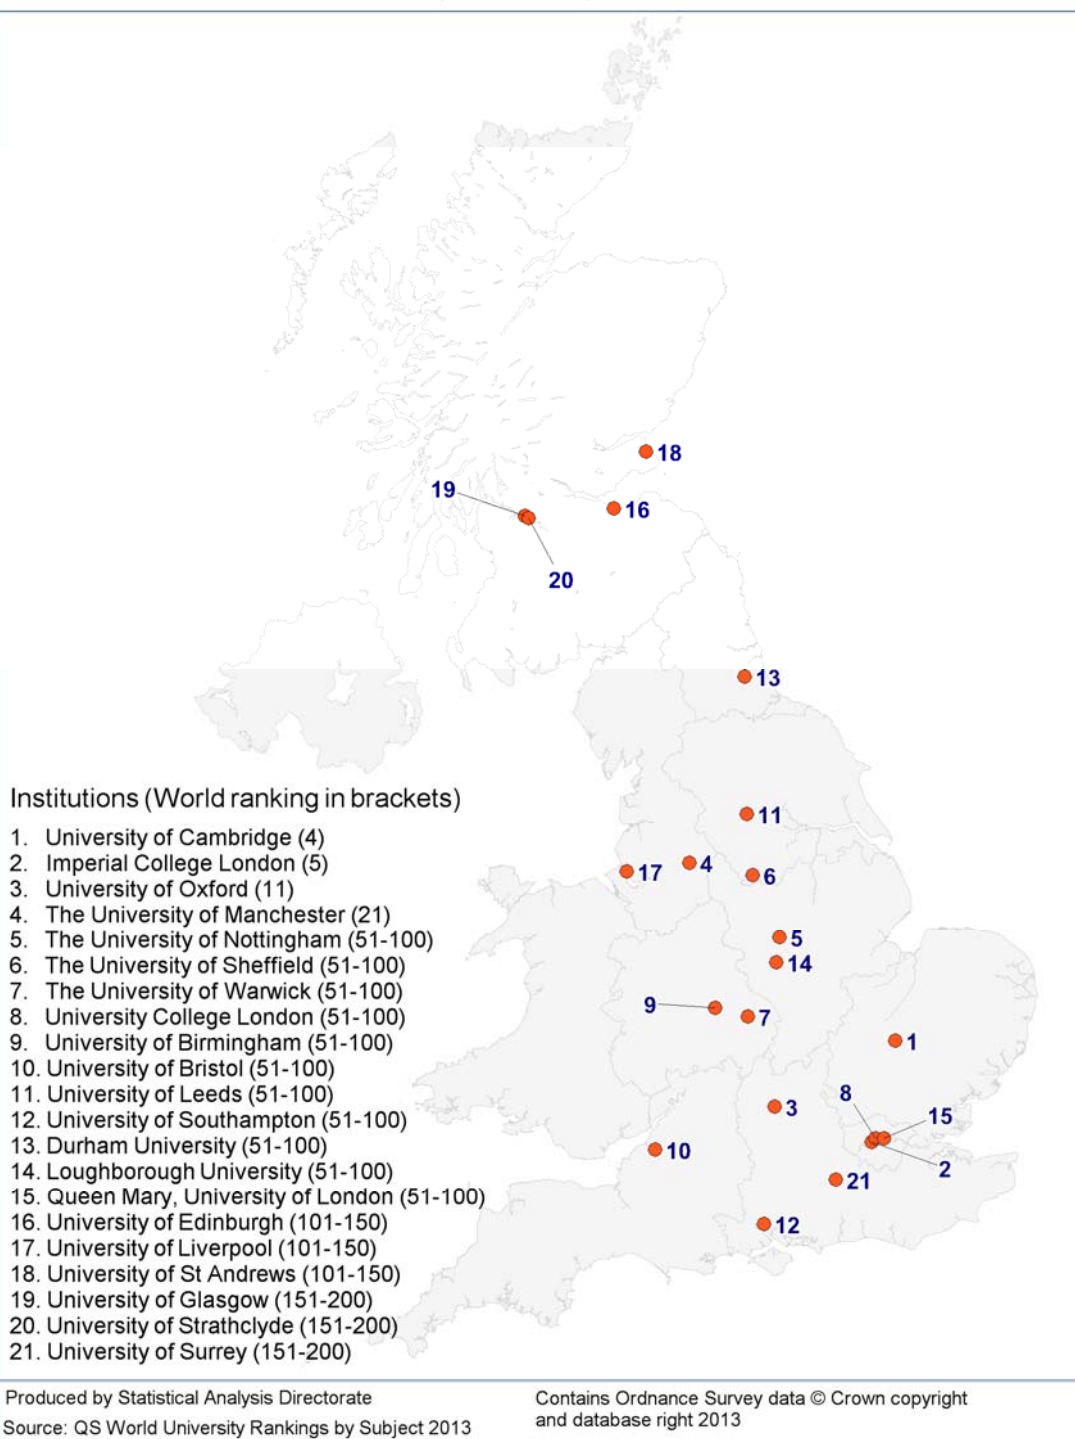 18
19
16
20
13
Institutions (World ranking in brackets)
1. University of Cambridge (4)
2. Imperial College London (5)
3. University of Oxford (11)
4. The University of Manchester (21)
5. The University of Nottingham (51-100)
6. The University of Sheffield (51-100)
7. The University of Warwick (51-100)
8. University College London (51-100)
9. University of Birmingham (51-100)
10. University of Bristol (51-100)
11. University of Leeds (51-100)
12. University of Southampton (51-100)
13. Durham University (51-100)
14. Loughborough University (51-100)
15. Queen Mary, University of London (51-100)
16. University of Edinburgh (101-150)
17. University of Liverpool (101-150)
18. University of St Andrews (101-150)
19. University of Glasgow (151-200)
20. University of Strathclyde (151-200)
21. University of Surrey (151-200)
11
4
17
6
5
14
9
7
1
8
3
15
10
2
21
12
Produced by Statistical Analysis Directorate
Source: QS World University Rankings by Subject 2013
Contains Ordnance Survey data © Crown copyright
and database right 2013